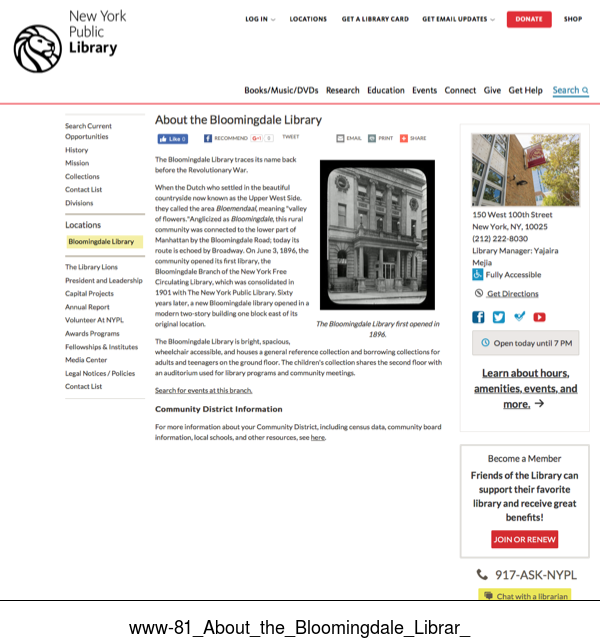 New York
Public
Library
LOG IN
LOCATIONS
GET A LIBRARY CARD
GET EMAIL UPDATES
DONATE
SHOP
Books/Music/DVDs Research Education Events Connect Give Get Help Search
Search Current
Opportunities
History
Mission
Collections
Contact List
Divisions
Locations
Bloomingdale Library
The Library Lions
President and Leadership
Capital Projects
Annual Report
Volunteer At NYPL
Awards Programs
Fellowships & Institutes
Media Center
Legal Notices / Policies
Contact List
About the Bloomingdale Library
Like 0 RECOMMEND G+1 0 TWEET EMAIL PRINT SHARE
The Bloomingdale Library traces its name back
before the Revolutionary War.
When the Dutch who settled in the beautiful
countryside now known as the Upper West Side.
they called the area Bloemendaal, meaning "valley
of flowers."Anglicized as Bloomingdale, this rural
community was connected to the lower part of
Manhattan by the Bloomingdale Road; today its
route is echoed by Broadway. On June 3, 1896, the
community opened its first library, the
Bloomingdale Branch of the New York Free
Circulating Library, which was consolidated in
1901 with The New York Public Library. Sixty
years later, a new Bloomingdale library opened in a
modern two-story building one block east of its
original location.
The Bloomingdale Library first opened in
1896.
The Bloomingdale Library is bright, spacious,
wheelchair accessible, and houses a general reference collection and borrowing collections for
adults and teenagers on the ground floor. The children's collection shares the second floor with
an auditorium used for library programs and community meetings.
Search for events at this branch.
Community District Information
For more information about your Community District, including census data, community board
information, local schools, and other resources, see here.
150 West 100th Street
New York, NY, 10025
(212) 222-8030
Library Manager: Yajaira
Mejia
Fully Accessible
Get Directions
Open today until 7 PM
Learn about hours,
amenities, events, and
more. →
Become a Member
Friends of the Library can
support their favorite
library and receive great
benefits!
JOIN OR RENEW
917-ASK-NYPL
Chat with a librarian
www-81_About_the_Bloomingdale_Librar_